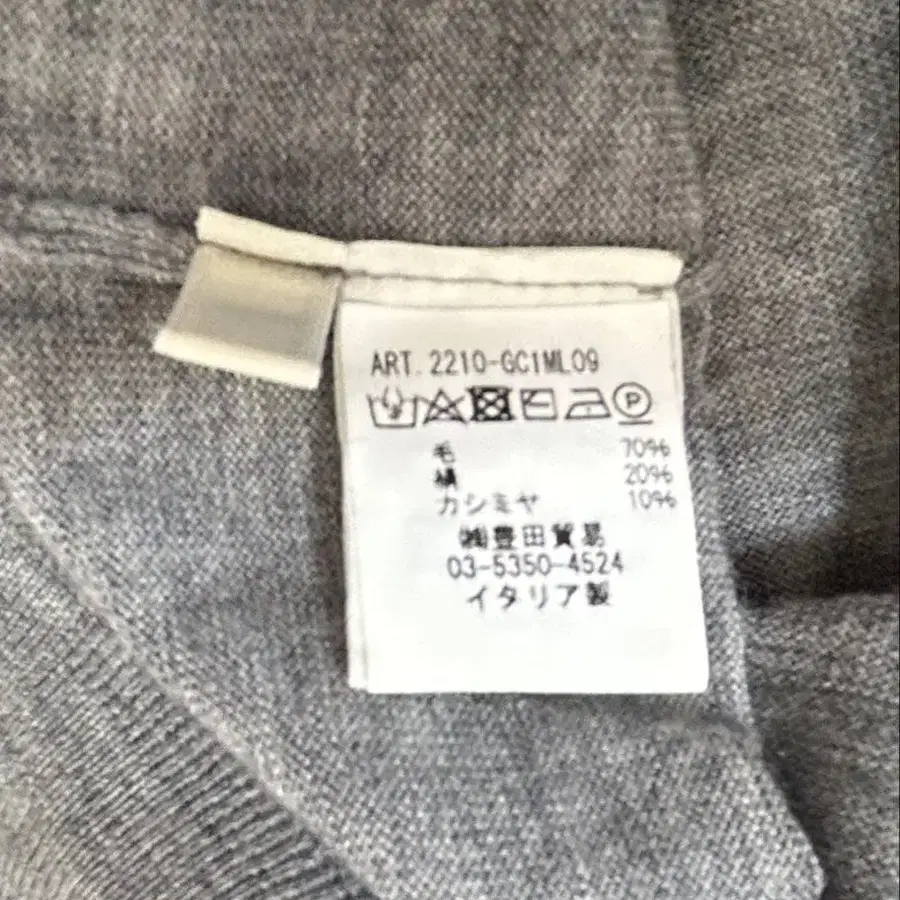 ART. 2210-GC1ML09
P
毛 70%
絹 20%
カシミヤ 10%
㈱豊田貿易
03-5350-4524
イタリア製